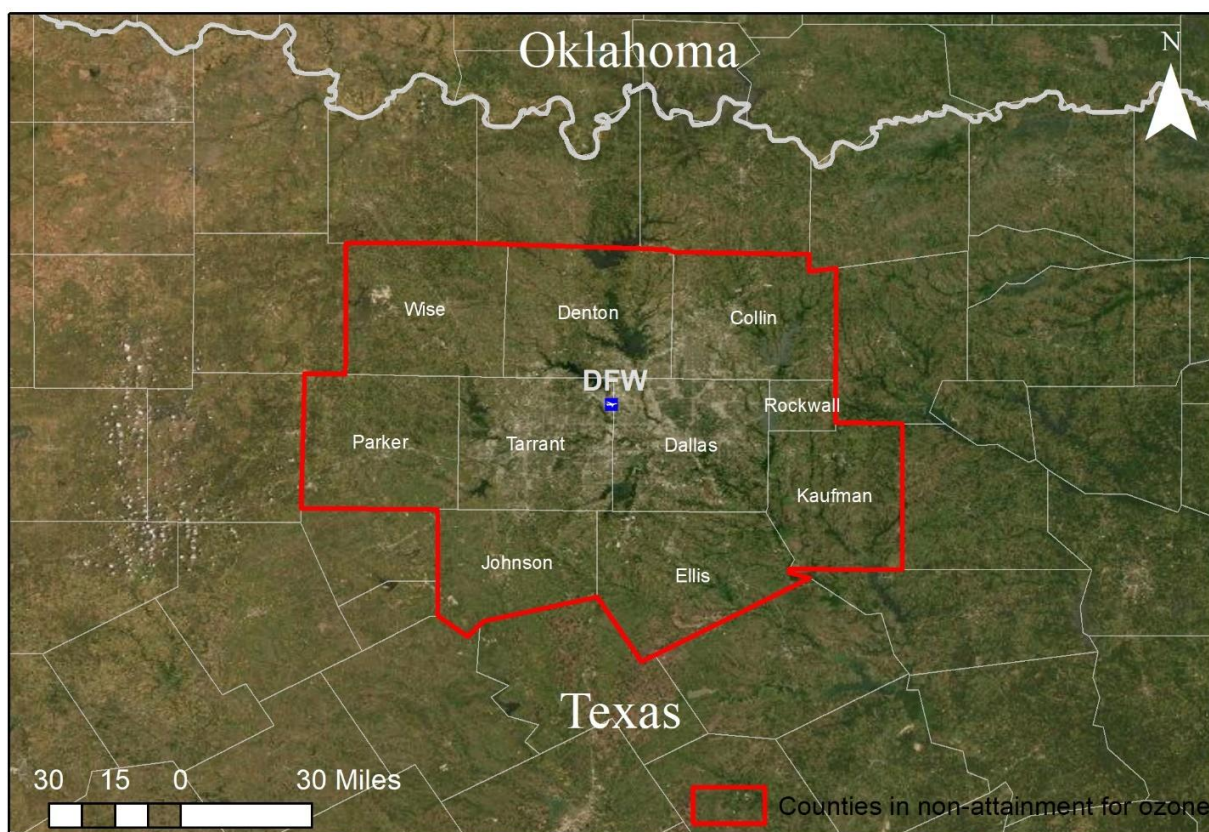 Oklahoma
N
Wise
Denton
Collin
DFW
Rockwall
Parker
Tarrant
Dallas
Kaufman
Johnson
Ellis
Texas
30 15 0 30 Miles
Counties in non-attainment for ozone